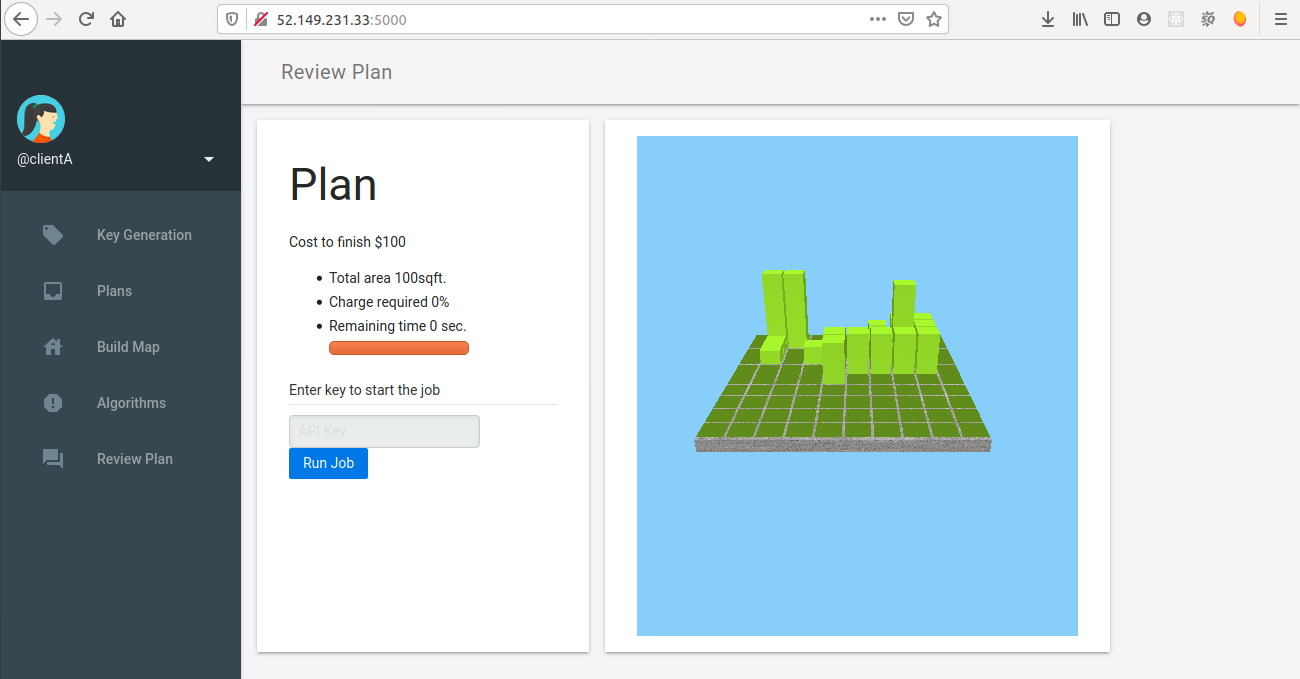 52.149.231.33:5000
Review Plan
@clientA
Key Generation
Plans
Build Map
Algorithms
Review Plan
Plan
Cost to finish $100
Total area 100sqft.
Charge required 0%
Remaining time 0 sec.
Enter key to start the job
API Key
Run Job